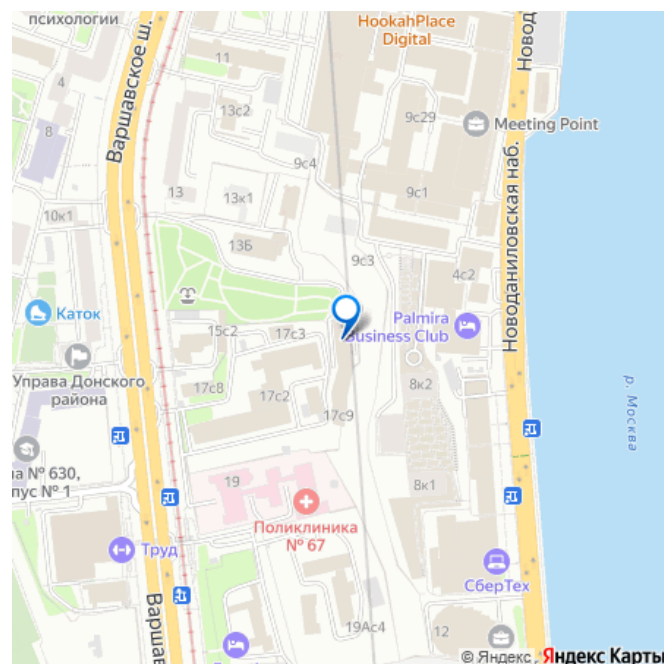 психологии
HookahPlace
Digital
Новод
Варшавское ш.
11
4
13с2
9с29
8
Meeting Point
9с4
13
13к1
9с1
Новоданиловская наб.
10к1
13Б
9с3
4с2
Каток
Palmira
Business Club
15с2
17с3
Управа Донского
района
17с8
17с2
8к2
17с9
р. Москва
а № 630,
пус № 1
19
8к1
Поликлиника
№ 67
Труд
СберТех
Варшав
19Ас4
12
© Яндекс Яндекс Карты